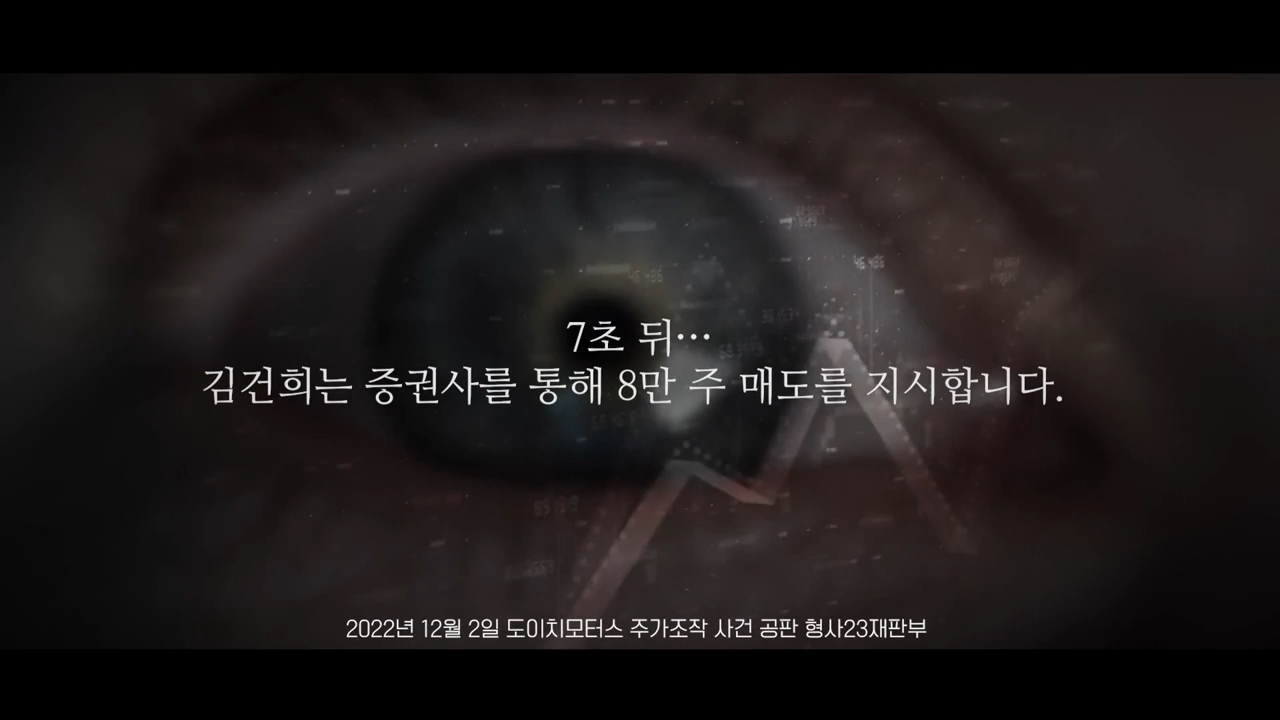 7초 뒤…
김건희는 증권사를 통해 8만 주 매도를 지시합니다.
2022년 12월 2일 도이치모터스 주가조작 사건 공판 형사23재판부